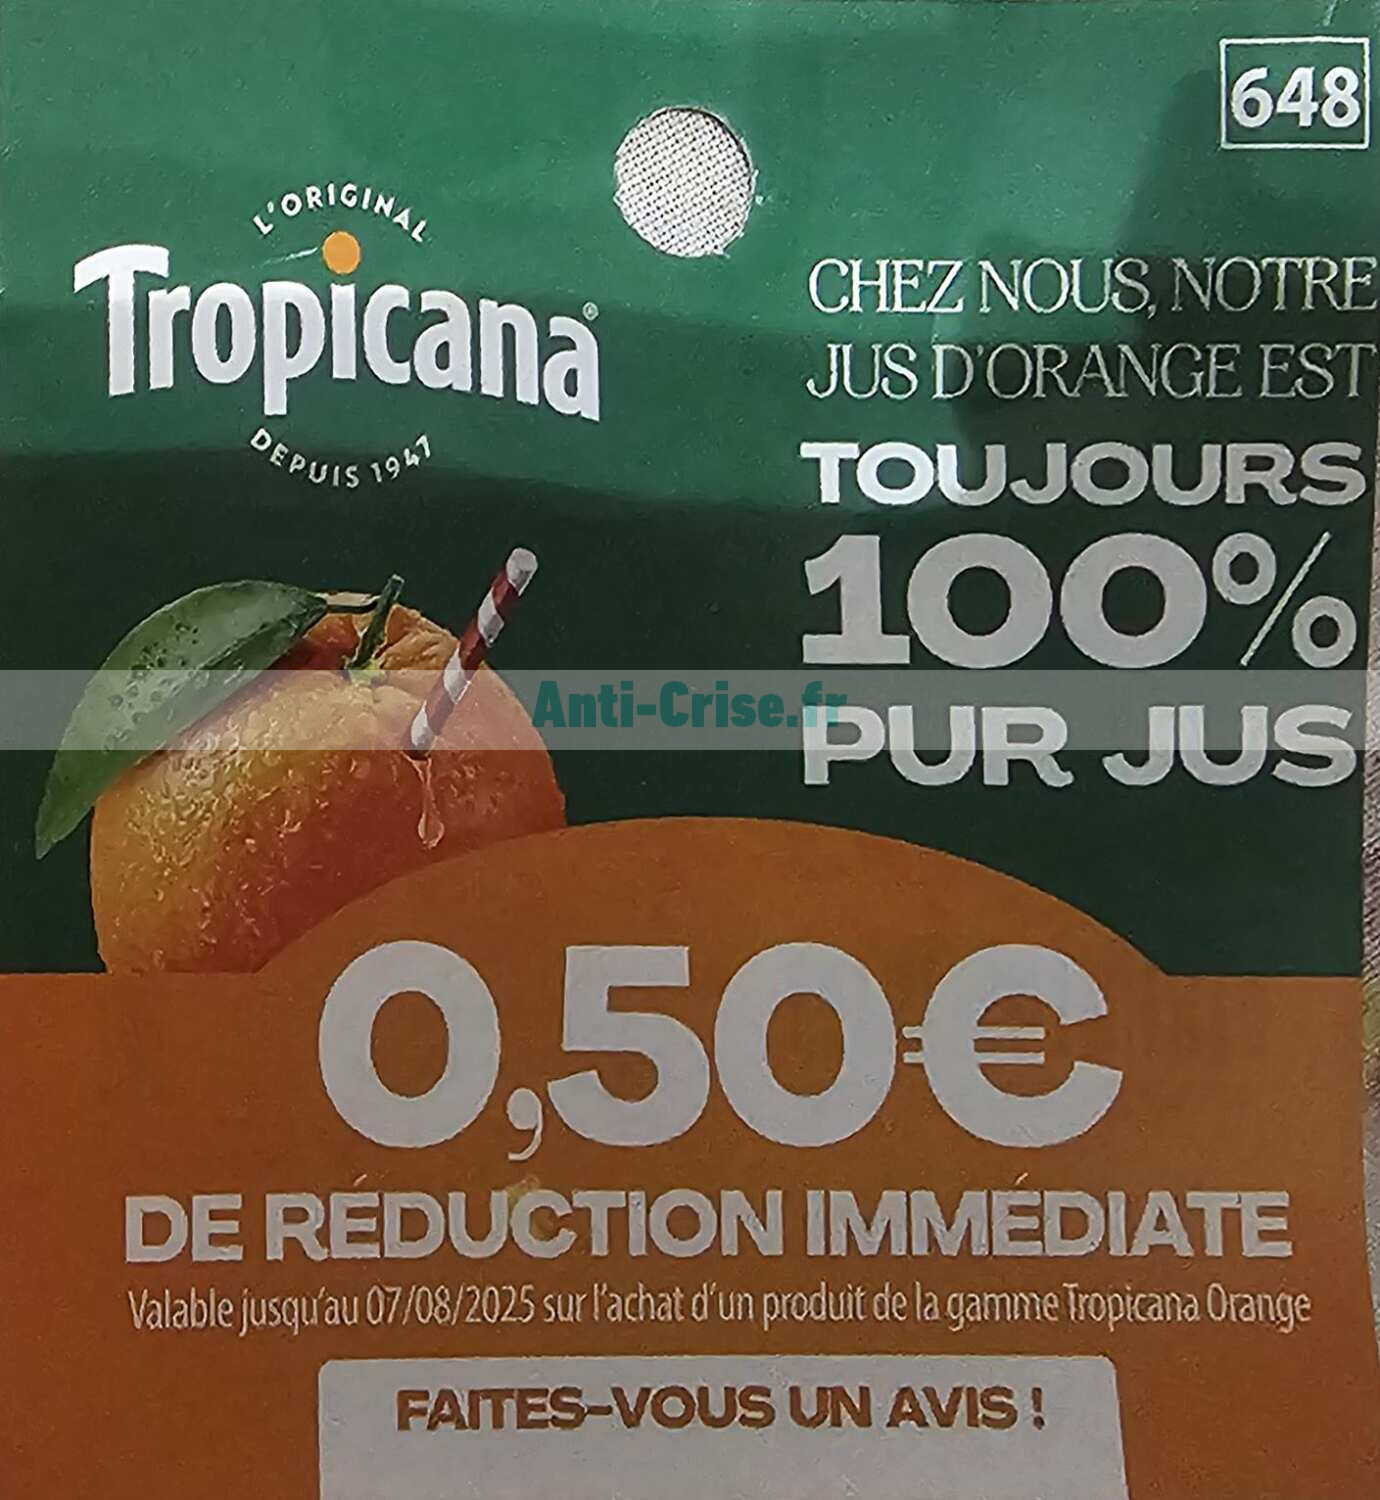 648
L'ORIGINAL
Tropicana®
DEPUIS 1947
CHEZ NOUS, NOTRE
JUS D'ORANGE EST
TOUJOURS
100%
PUR JUS
Anti-Crise.fr
0,50€
DE RÉDUCTION IMMÉDIATE
Valable jusqu'au 07/08/2025 sur l'achat d'un produit de la gamme Tropicana Orange
FAITES-VOUS UN AVIS !